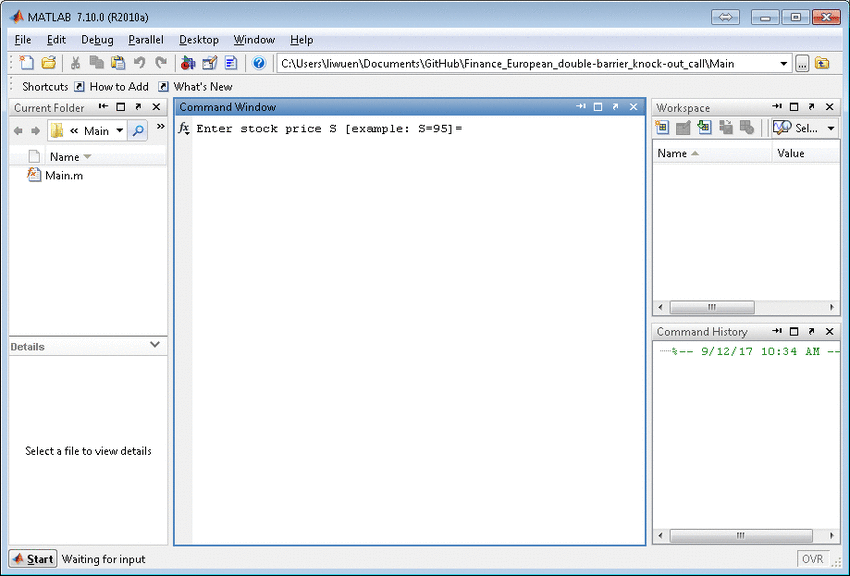 MATLAB 7.10.0 (R2010a)
File Edit Debug Parallel Desktop Window Help
C:\Users\liwuen\Documents\GitHub\Finance_European_double-barrier_knock-out_call\Main
Shortcuts How to Add What's New
Current Folder
« Main
»
Name
Main.m
Details
Select a file to view details
Command Window
fx Enter stock price S [example: S=95]=
Workspace
Sel...
Name Value
Command History
%-- 9/12/17 10:34 AM --
Start Waiting for input
OVR